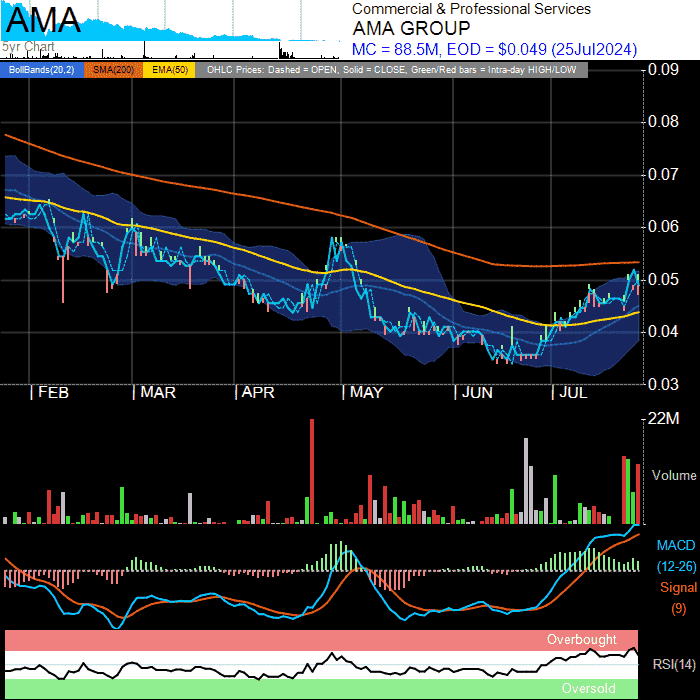 AMA
5yr Chart
Commercial & Professional Services
AMA GROUP
MC = 88.5M, EOD = $0.049 (25Jul2024)
BollBands(20,2) SMA(200) EMA(50) OHLC Prices: Dashed = OPEN, Solid = CLOSE, Green/Red bars = Intra-day HIGH/LOW
0.09
0.08
0.07
0.06
0.05
0.04
0.03
FEB MAR APR MAY JUN JUL
22M
Volume
MACD
(12-26)
Signal
(9)
Overbought
RSI(14)
Oversold